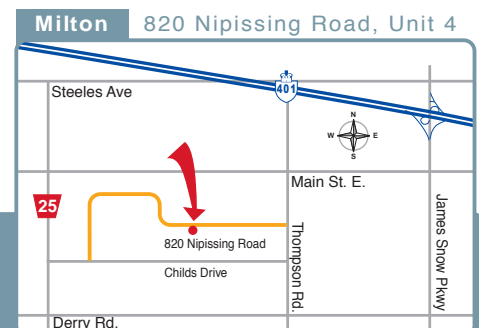 Milton 820 Nipissing Road, Unit 4
Steeles Ave
401
N
W E
S
Main St. E.
25
James Snow Pkwy
Thompson Rd.
820 Nipissing Road
Childs Drive
Derry Rd.